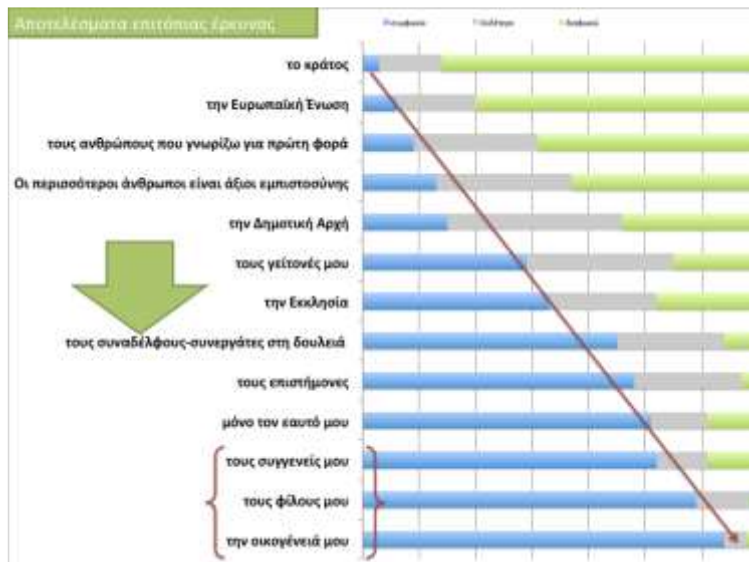 Αποτελέσματα επιτόπιας έρευνας
το κράτος
την Ευρωπαϊκή Ένωση
τους ανθρώπους που γνωρίζω για πρώτη φορά
Οι περισσότεροι άνθρωποι είναι άξιοι εμπιστοσύνης
την Δημοτική Αρχή
τους γείτονές μου
την Εκκλησία
τους συναδέλφους-συνεργάτες στη δουλειά
τους επιστήμονες
μόνο τον εαυτό μου
τους συγγενείς μου
τους φίλους μου
την οικογένειά μου